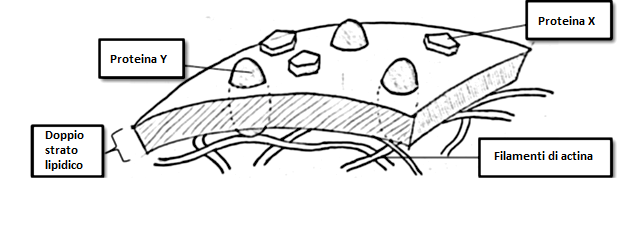 Proteina X
Proteina Y
Doppio
strato
lipidico
Filamenti di actina